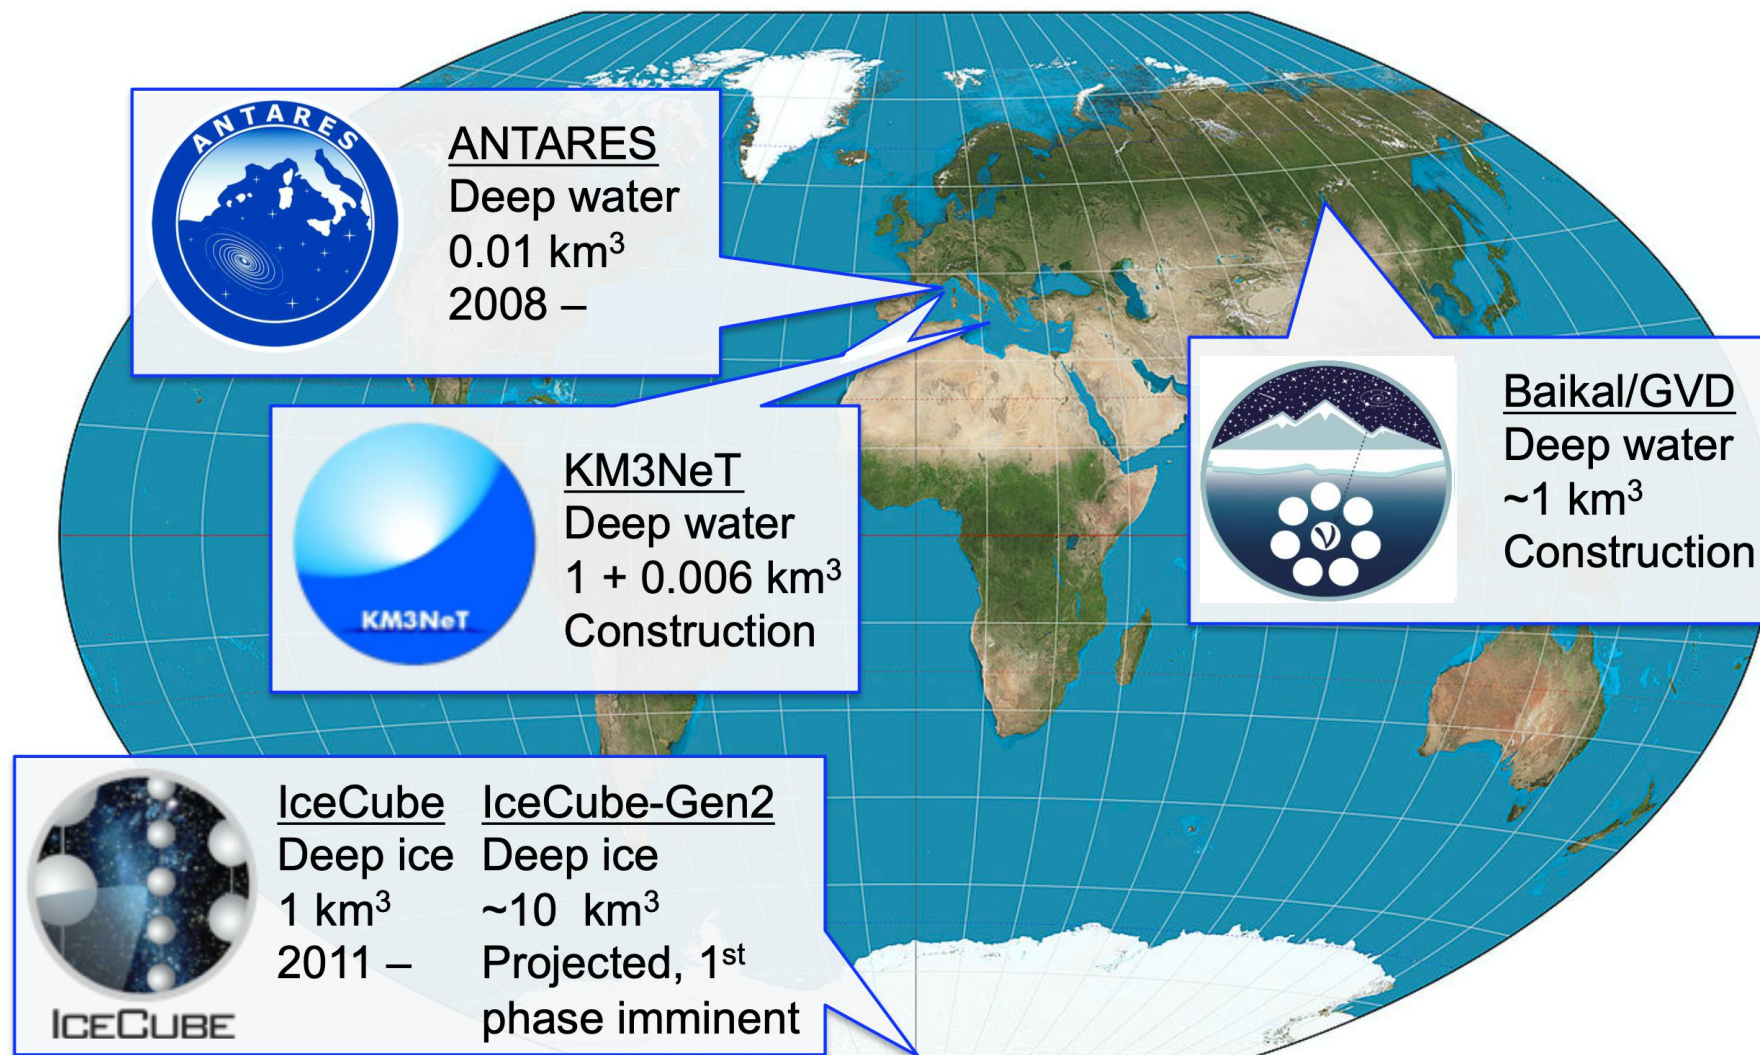 ANTARES
ANTARES
Deep water
0.01 km³
2008 –
KM3NeT
KM3NeT
Deep water
1 + 0.006 km³
Construction
ν
Baikal/GVD
Deep water
~1 km³
Construction
ICECUBE
IceCube
Deep ice
1 km³
2011 –
IceCube-Gen2
Deep ice
~10 km³
Projected, 1st
phase imminent